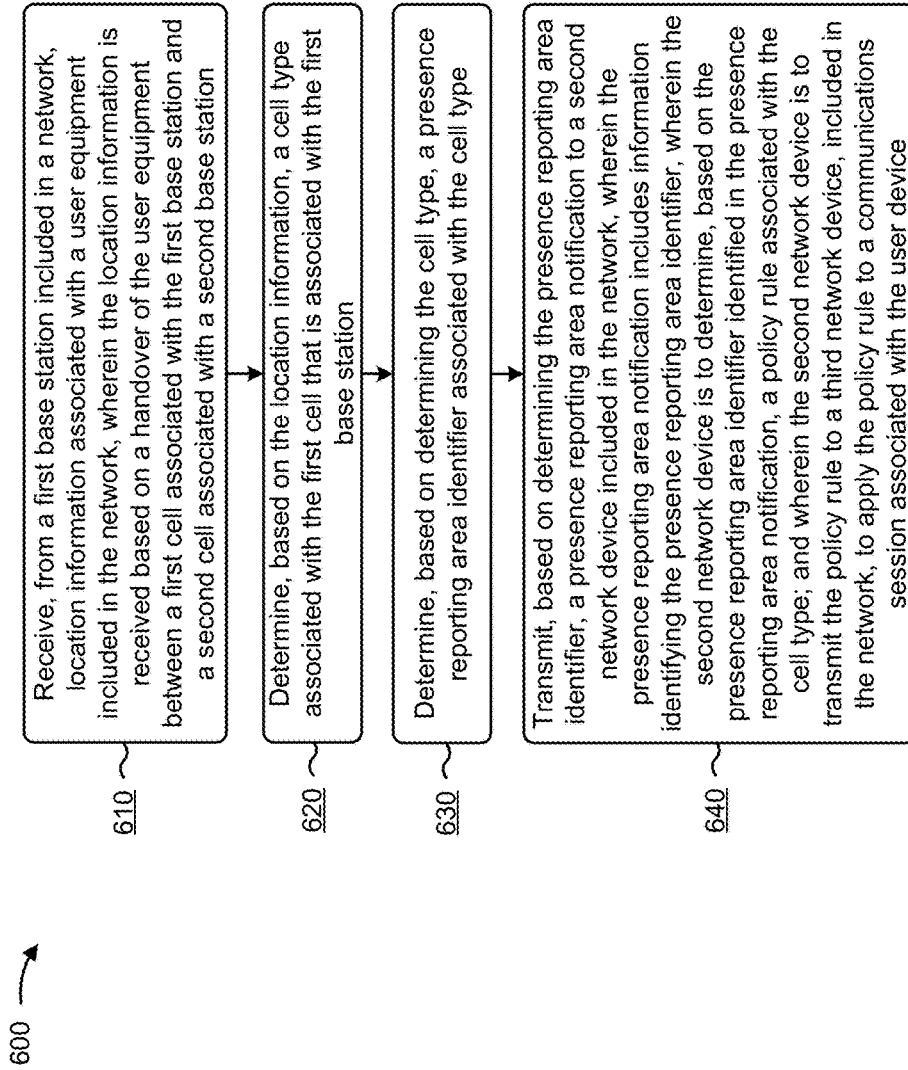 600
Receive, from a first base station included in a network,
location information associated with a user equipment
included in the network, wherein the location information is
received based on a handover of the user equipment
between a first cell associated with the first base station and
a second cell associated with a second base station
610
Determine, based on the location information, a cell type
associated with the first cell that is associated with the first
base station
620
Determine, based on determining the cell type, a presence
reporting area identifier associated with the cell type
630
Transmit, based on determining the presence reporting area
identifier, a presence reporting area notification to a second
network device included in the network, wherein the
presence reporting area notification includes information
identifying the presence reporting area identifier, wherein the
second network device is to determine, based on the
presence reporting area identifier identified in the presence
reporting area notification, a policy rule associated with the
cell type; and wherein the second network device is to
transmit the policy rule to a third network device, included in
the network, to apply the policy rule to a communications
session associated with the user device
640